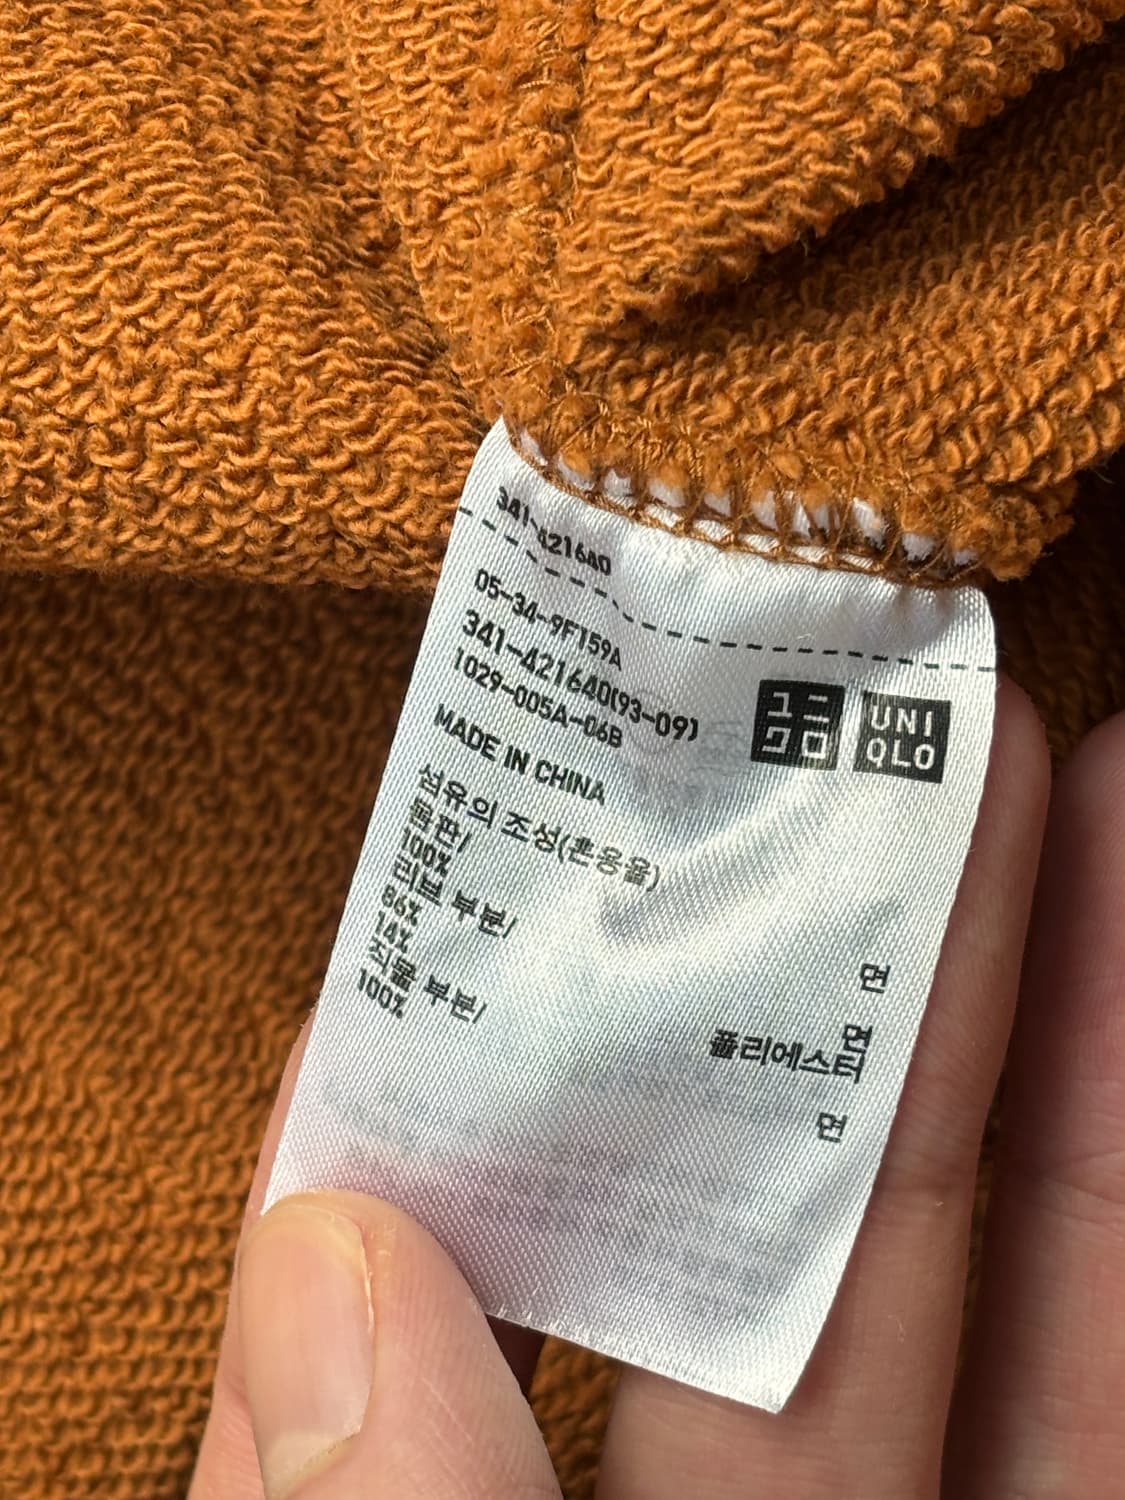 341-421640
05-34-9F159A
341-421640(93-09)
1029-005A-06B
ユニ
クロ
UNI
QLO
MADE IN CHINA
섬유의 조성(혼용율)
몸판/
100% 면
리브 부분/
86% 면
14% 폴리에스터
직물 부분/
100% 면